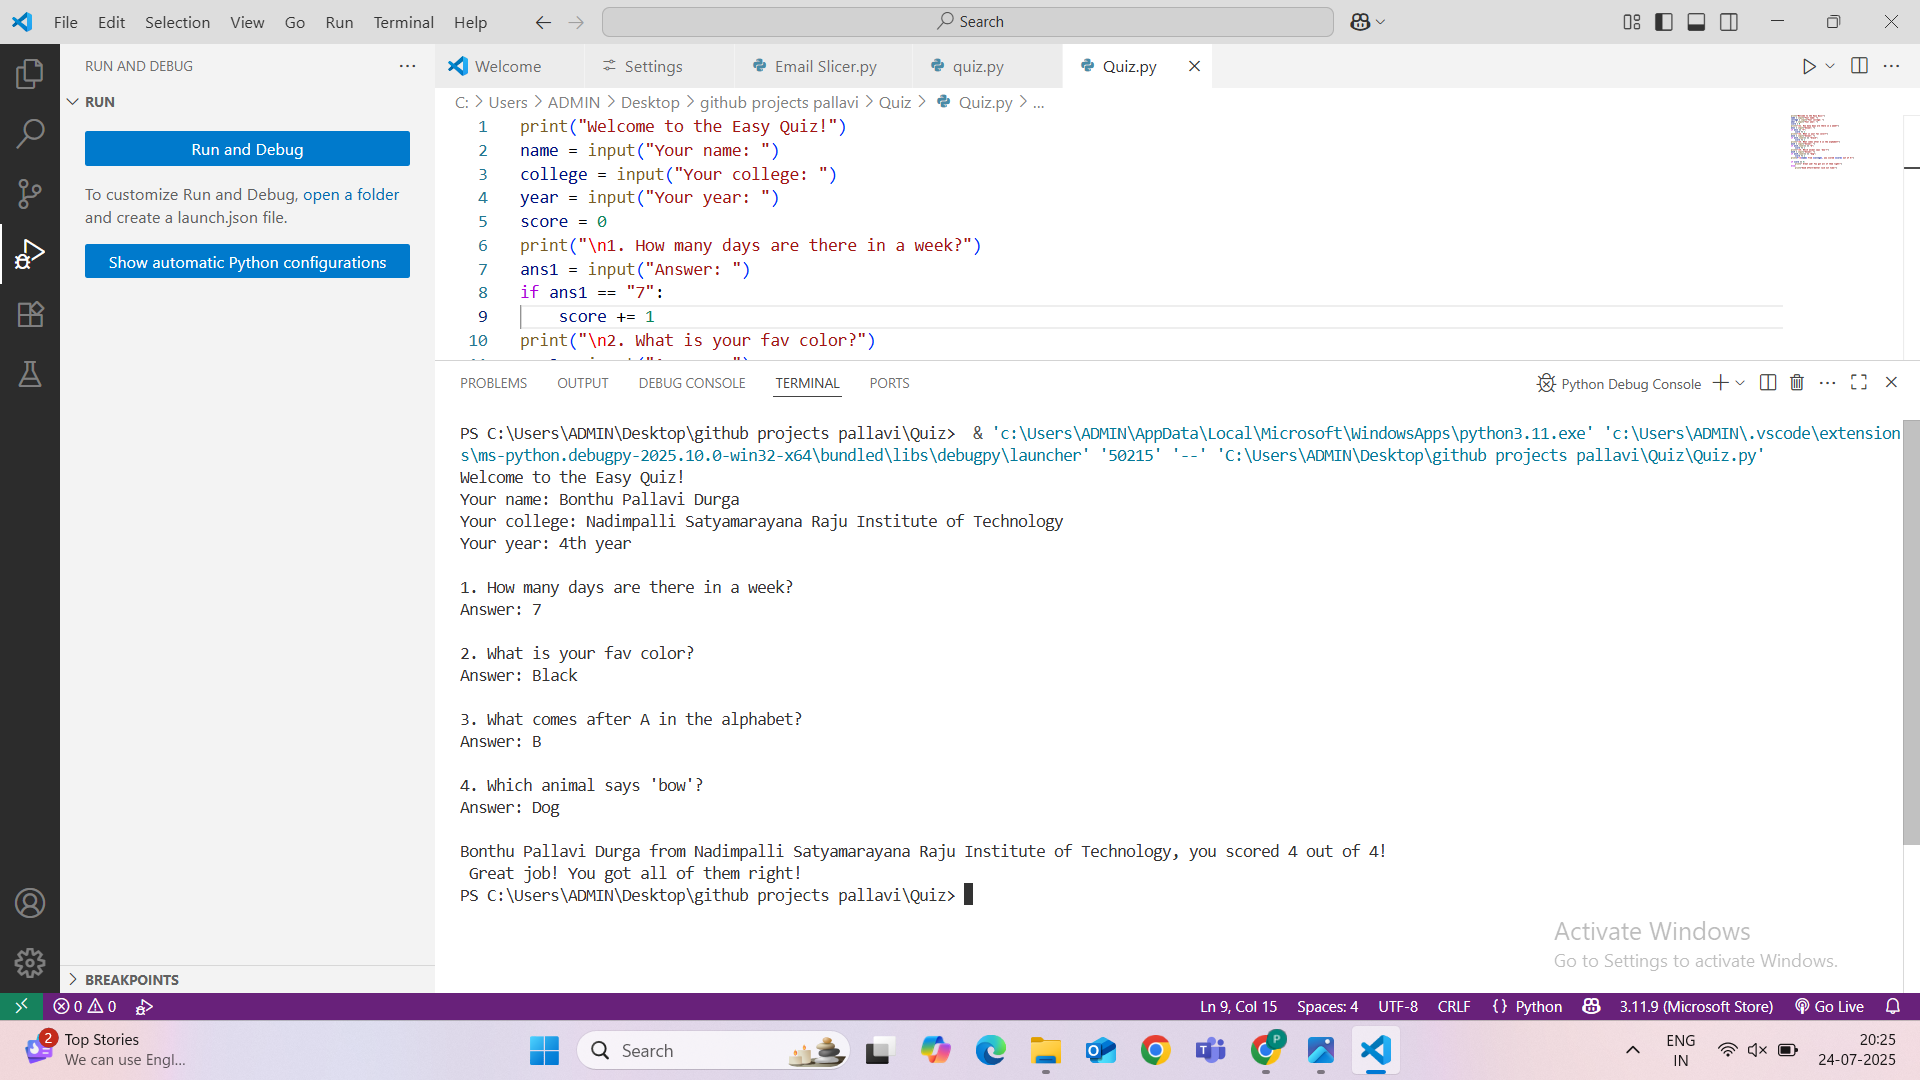 File Edit Selection View Go Run Terminal Help
Search
RUN AND DEBUG
RUN
Run and Debug
To customize Run and Debug, open a folder
and create a launch.json file.
Show automatic Python configurations
BREAKPOINTS
Welcome Settings Email Slicer.py quiz.py Quiz.py
C: > Users > ADMIN > Desktop > github projects pallavi > Quiz > Quiz.py > ...
1 print("Welcome to the Easy Quiz!")
2 name = input("Your name: ")
3 college = input("Your college: ")
4 year = input("Your year: ")
5 score = 0
6 print("\n1. How many days are there in a week?")
7 ans1 = input("Answer: ")
8 if ans1 == "7":
9 score += 1
10 print("\n2. What is your fav color?")
PROBLEMS OUTPUT DEBUG CONSOLE TERMINAL PORTS
Python Debug Console
PS C:\Users\ADMIN\Desktop\github projects pallavi\Quiz>  & 'c:\Users\ADMIN\AppData\Local\Microsoft\WindowsApps\python3.11.exe' 'c:\Users\ADMIN\.vscode\extension
s\ms-python.debugpy-2025.10.0-win32-x64\bundled\libs\debugpy\launcher' '50215' '--' 'C:\Users\ADMIN\Desktop\github projects pallavi\Quiz\Quiz.py'
Welcome to the Easy Quiz!
Your name: Bonthu Pallavi Durga
Your college: Nadimpalli Satyamarayana Raju Institute of Technology
Your year: 4th year
1. How many days are there in a week?
Answer: 7
2. What is your fav color?
Answer: Black
3. What comes after A in the alphabet?
Answer: B
4. Which animal says 'bow'?
Answer: Dog
Bonthu Pallavi Durga from Nadimpalli Satyamarayana Raju Institute of Technology, you scored 4 out of 4!
Great job! You got all of them right!
PS C:\Users\ADMIN\Desktop\github projects pallavi\Quiz>
Activate Windows
Go to Settings to activate Windows.
0 0
Ln 9, Col 15 Spaces: 4 UTF-8 CRLF {} Python 3.11.9 (Microsoft Store) Go Live
2 Top Stories
We can use Engl...
Search
P
ENG
IN
20:25
24-07-2025